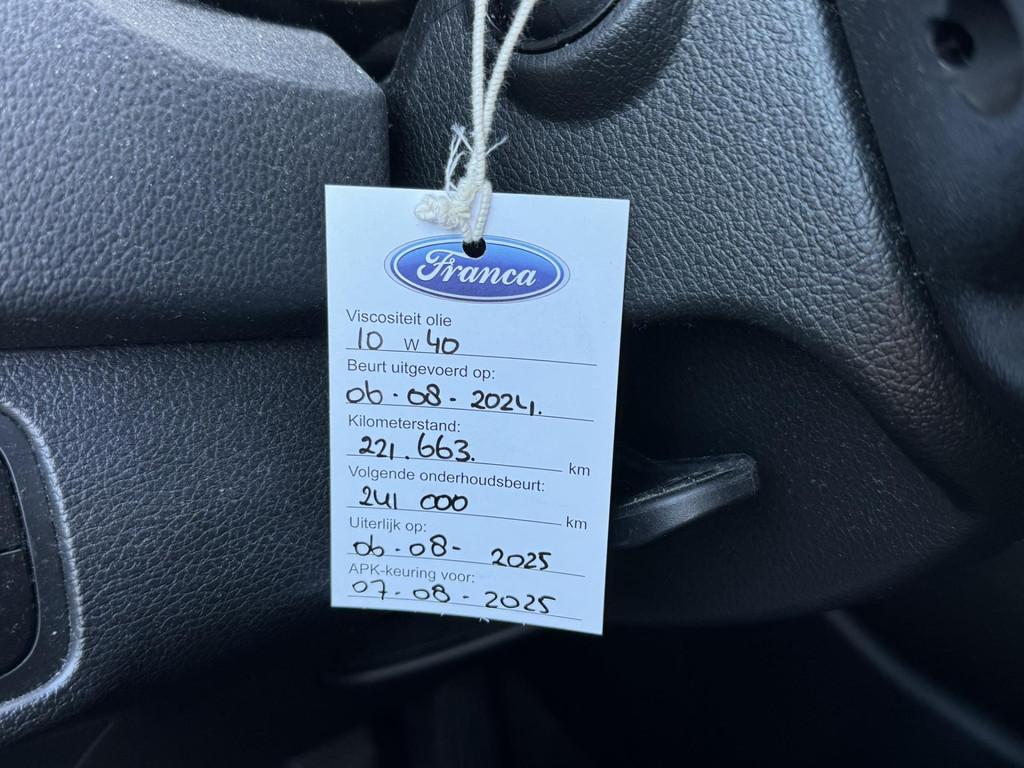 Franca
Viscositeit olie
10 W 40
Beurt uitgevoerd op:
06-08-2024.
Kilometerstand:
221.663. km
Volgende onderhoudsbeurt:
241 000 km
Uiterlijk op:
06-08- 2025
APK-keuring voor:
07-08-2025